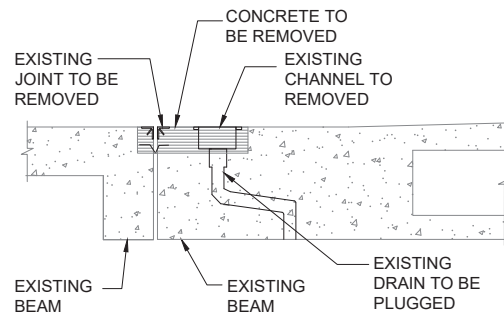 CONCRETE TO
BE REMOVED
EXISTING
JOINT TO BE
REMOVED
EXISTING
CHANNEL TO
REMOVED
EXISTING
BEAM
EXISTING
BEAM
EXISTING
DRAIN TO BE
PLUGGED